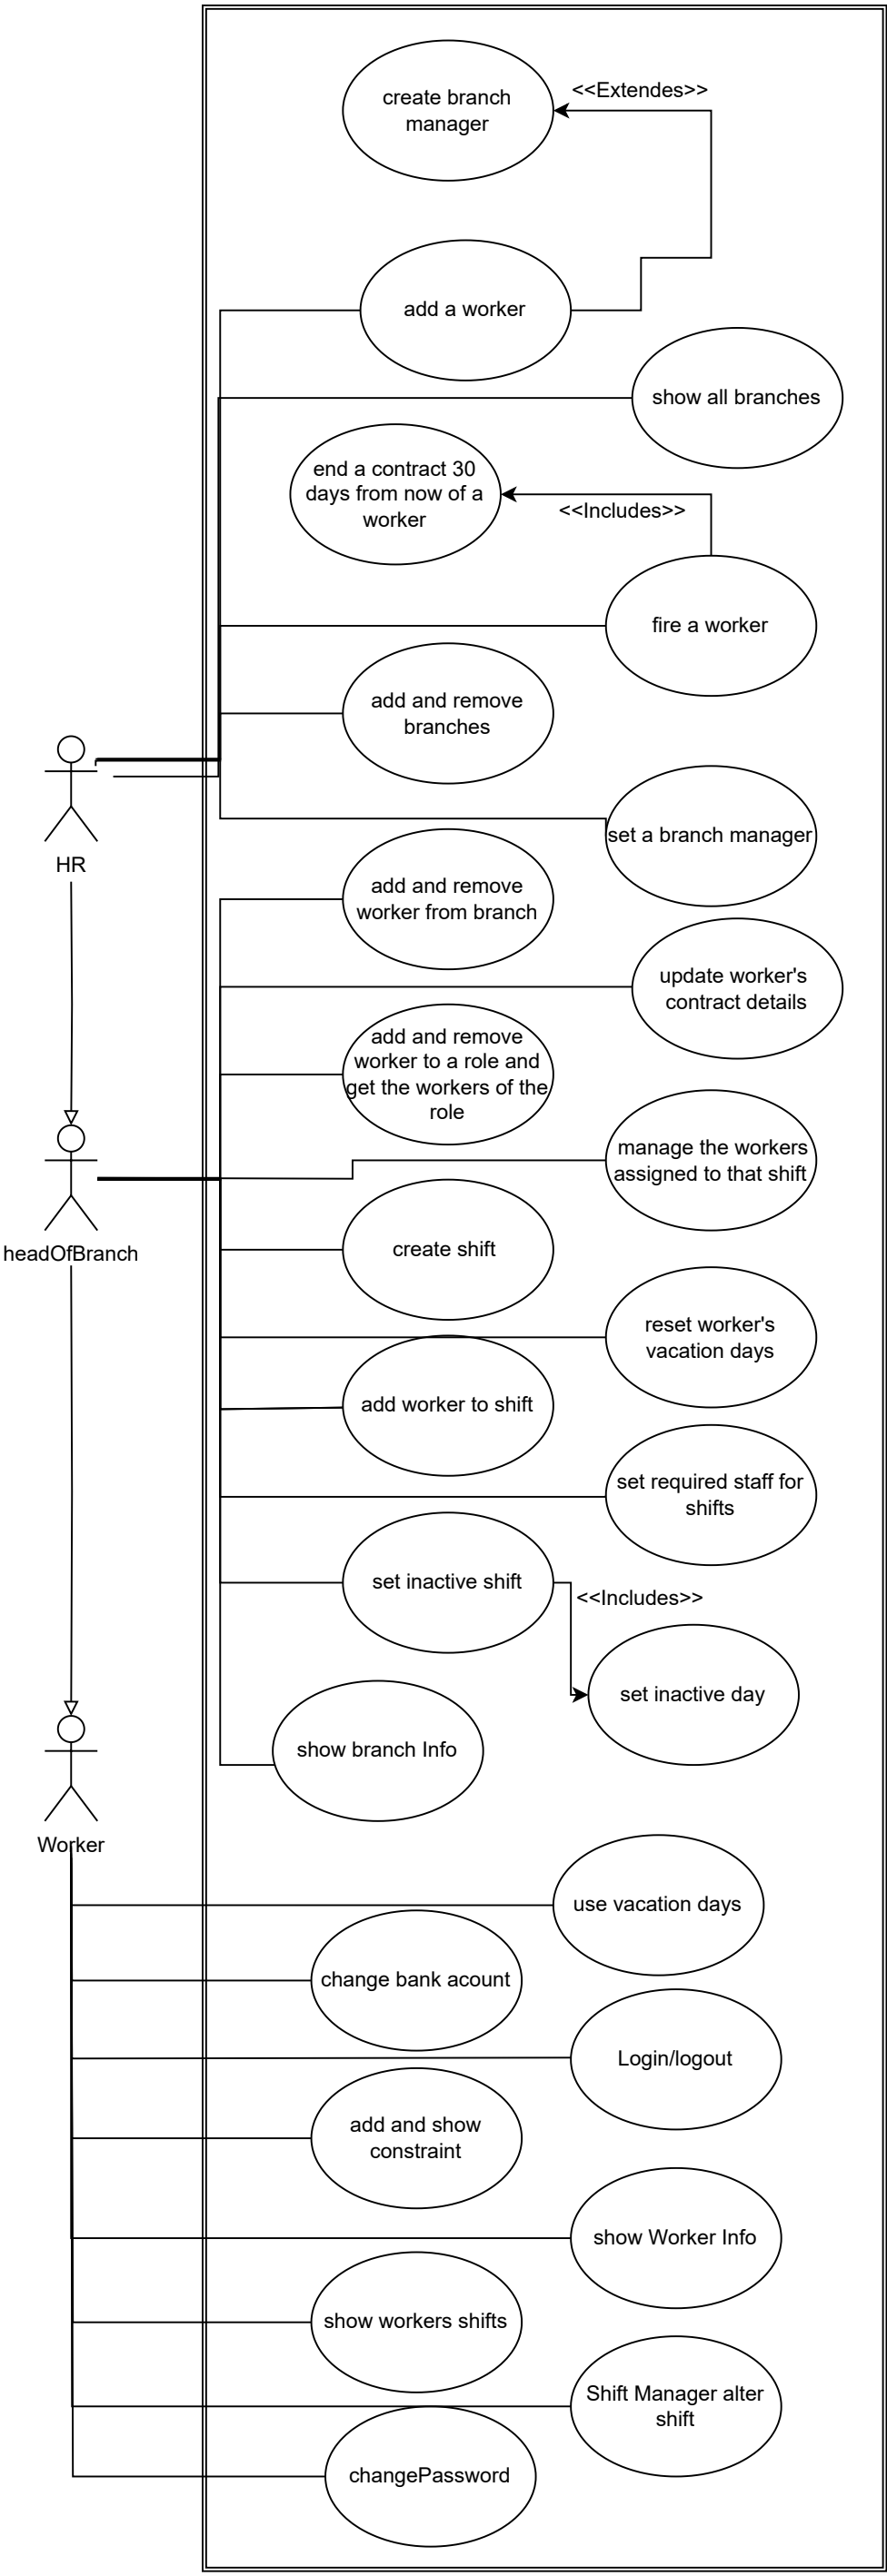 create branch
manager
<<Extendes>>
add a worker
show all branches
end a contract 30
days from now of a
worker
<<Includes>>
fire a worker
add and remove
branches
HR
set a branch manager
add and remove
worker from branch
update worker's
contract details
add and remove
worker to a role and
get the workers of the
role
manage the workers
assigned to that shift
headOfBranch
create shift
reset worker's
vacation days
add worker to shift
set required staff for
shifts
set inactive shift
<<Includes>>
set inactive day
show branch Info
Worker
use vacation days
change bank acount
Login/logout
add and show
constraint
show Worker Info
show workers shifts
Shift Manager alter
shift
changePassword